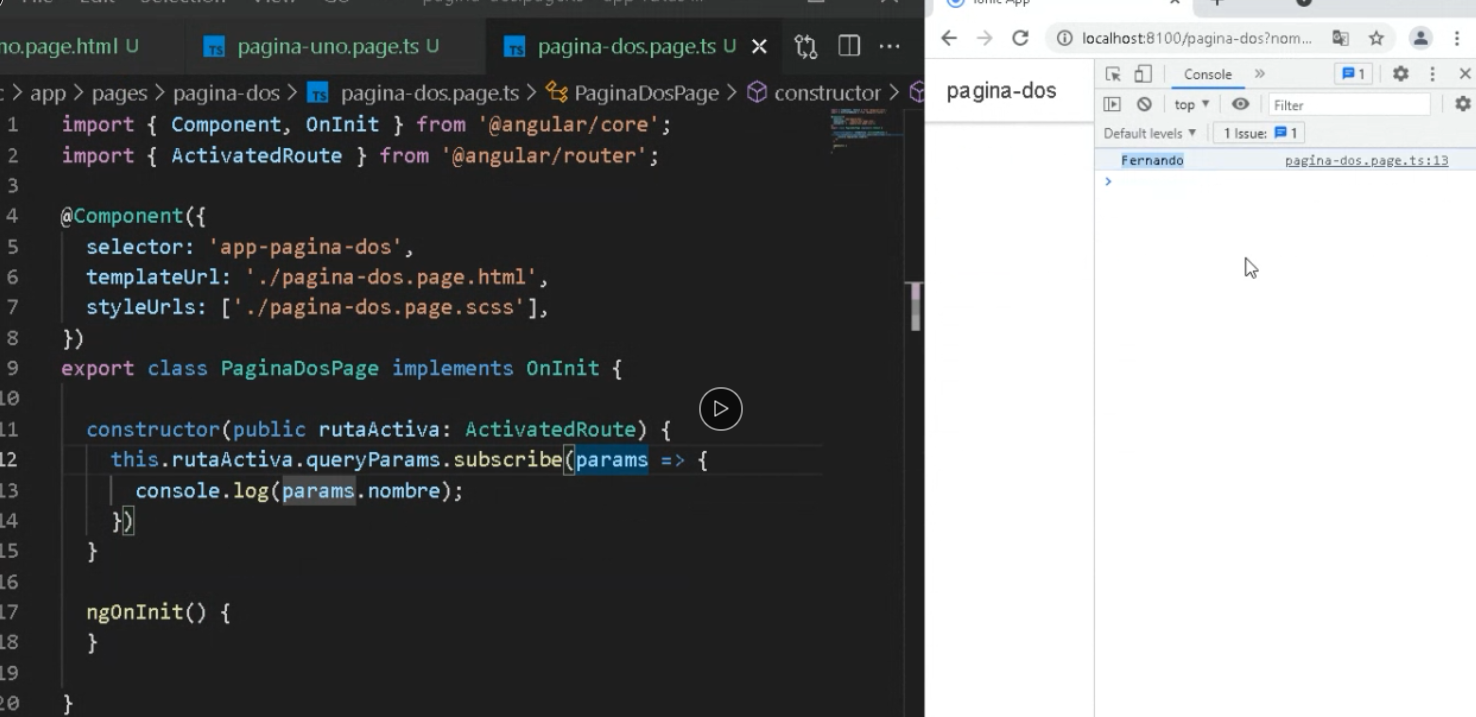 no.page.html U
TS pagina-uno.page.ts U
TS pagina-dos.page.ts U
app > pages > pagina-dos > TS pagina-dos.page.ts > PaginaDosPage > constructor >
1 import { Component, OnInit } from '@angular/core';
2 import { ActivatedRoute } from '@angular/router';
3
4 @Component({
5 selector: 'app-pagina-dos',
6 templateUrl: './pagina-dos.page.html',
7 styleUrls: ['./pagina-dos.page.scss'],
8 })
9 export class PaginaDosPage implements OnInit {
10
11 constructor(public rutaActiva: ActivatedRoute) {
12 this.rutaActiva.queryParams.subscribe(params => {
13 console.log(params.nombre);
14 })
15 }
16
17 ngOnInit() {
18 }
19
20 }
Ionic App
localhost:8100/pagina-dos?nom...
pagina-dos
Console
1
top
Filter
Default levels
1 Issue: 1
Fernando pagina-dos.page.ts:13